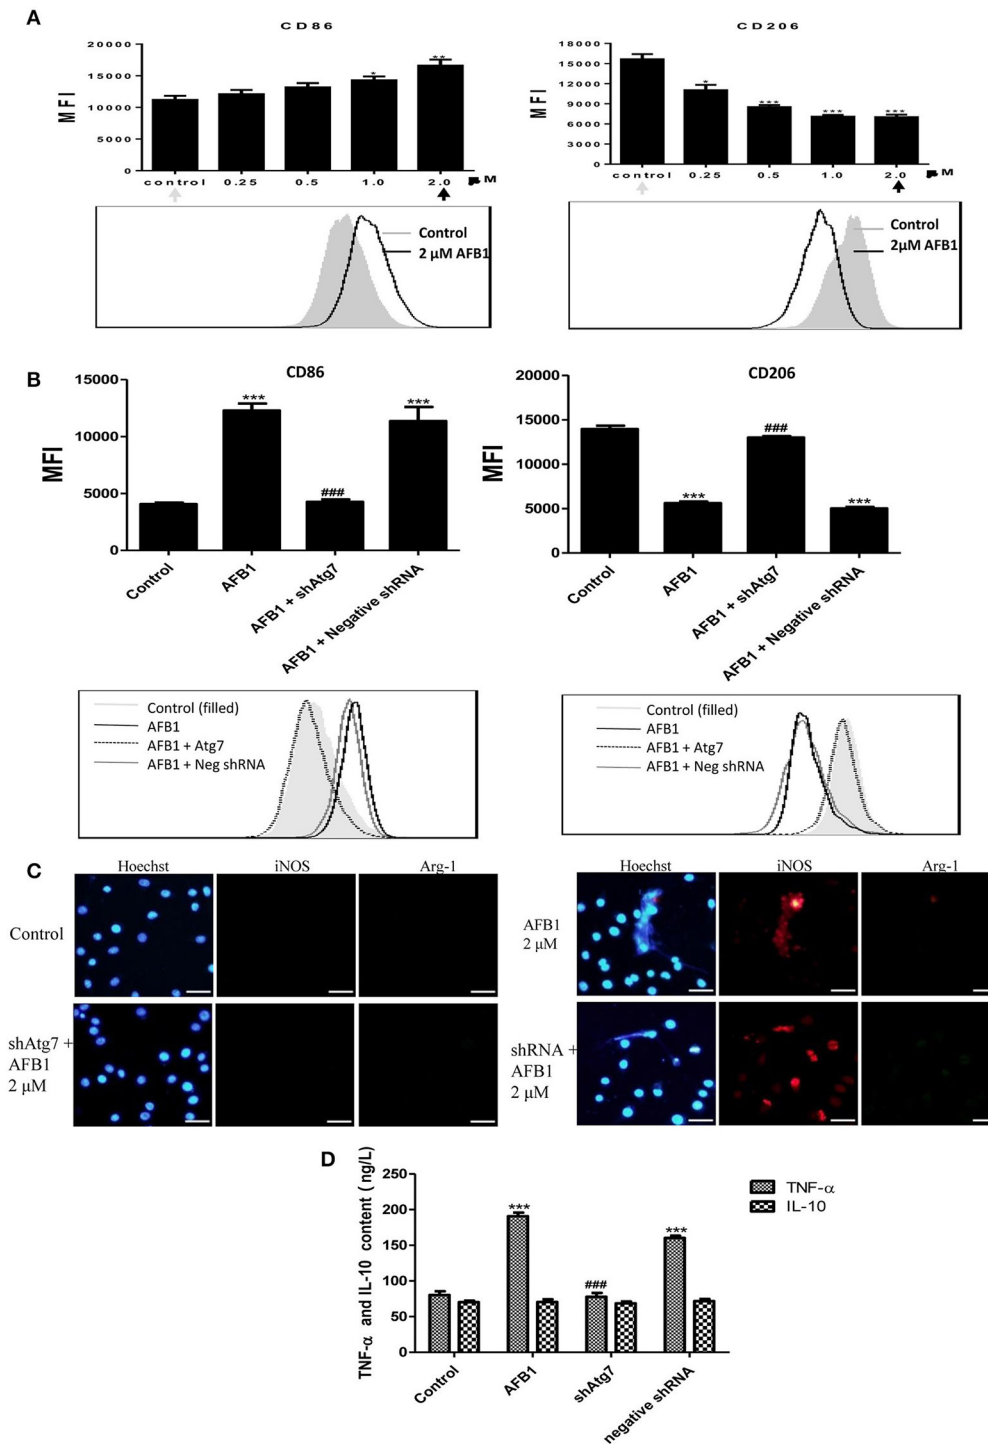 A
CD86
20000
15000
10000
5000
0
MFI
*
**
control 0.25 0.5 1.0 2.0 μM
Control
2 μM AFB1
CD206
18000
15000
12000
9000
6000
3000
0
MFI
*
***
***
***
control 0.25 0.5 1.0 2.0 μM
Control
2μM AFB1
B
CD86
15000
10000
5000
0
MFI
***
###
***
Control
AFB1
AFB1 + shAtg7
AFB1 + Negative shRNA
CD206
20000
15000
10000
5000
0
MFI
***
###
***
Control
AFB1
AFB1 + shAtg7
AFB1 + Negative shRNA
Control (filled)
AFB1
AFB1 + Atg7
AFB1 + Neg shRNA
Control (filled)
AFB1
AFB1 + Atg7
AFB1 + Neg shRNA
C
Hoechst iNOS Arg-1
Control
shAtg7 +
AFB1
2 μM
Hoechst iNOS Arg-1
AFB1
2 μM
shRNA +
AFB1
2 μM
D
TNF-α and IL-10 content (ng/L)
250
200
150
100
50
0
***
###
***
Control
AFB1
shAtg7
negative shRNA
TNF-α
IL-10